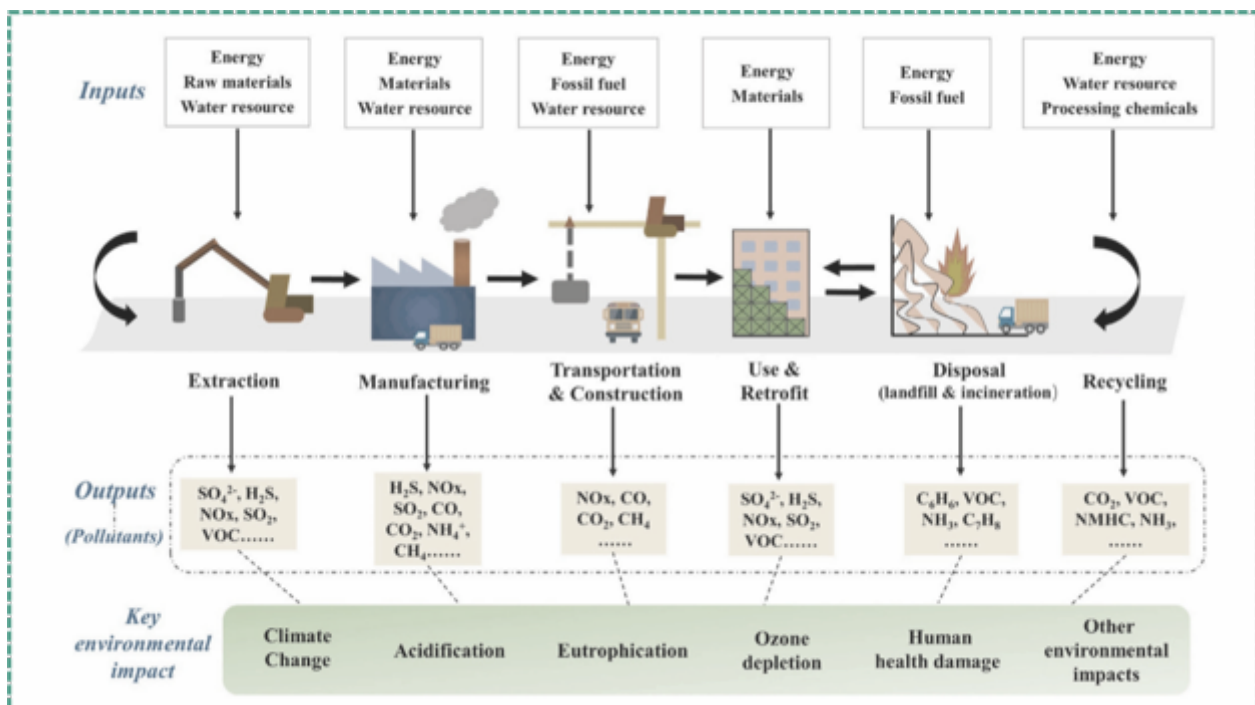 Inputs
Energy
Raw materials
Water resource
Energy
Materials
Water resource
Energy
Fossil fuel
Water resource
Energy
Materials
Energy
Fossil fuel
Energy
Water resource
Processing chemicals
Extraction
Manufacturing
Transportation
& Construction
Use &
Retrofit
Disposal
(landfill & incineration)
Recycling
Outputs
(Pollutants)
SO₄²⁻, H₂S,
NOx, SO₂,
VOC......
H₂S, NOx,
SO₂, CO,
CO₂, NH₄⁺,
CH₄......
NOx, CO,
CO₂, CH₄
......
SO₄²⁻, H₂S,
NOx, SO₂,
VOC......
C₆H₆, VOC,
NH₃, C₇H₈
......
CO₂, VOC,
NMHC, NH₃,
......
Key
environmental
impact
Climate
Change
Acidification
Eutrophication
Ozone
depletion
Human
health damage
Other
environmental
impacts